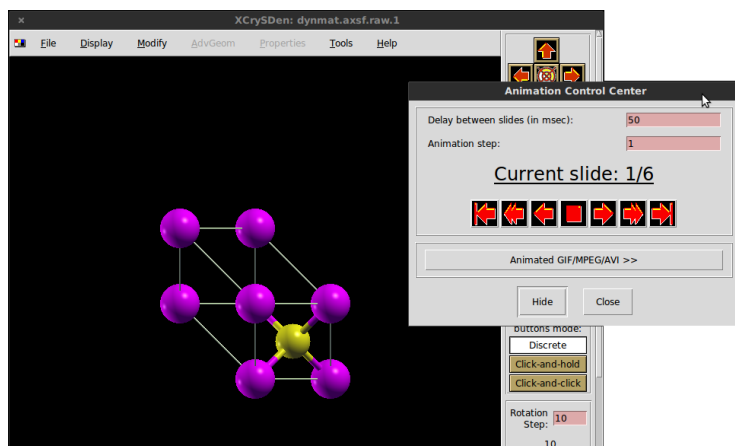 XCrySDen: dynmat.axsf.raw.1
File Display Modify AdvGeom Properties Tools Help
Animation Control Center
Delay between slides (in msec): 50
Animation step: 1
Current slide: 1/6
Animated GIF/MPEG/AVI >>
Hide Close
buttons mode:
Discrete
Click-and-hold
Click-and-click
Rotation
Step: 10
10